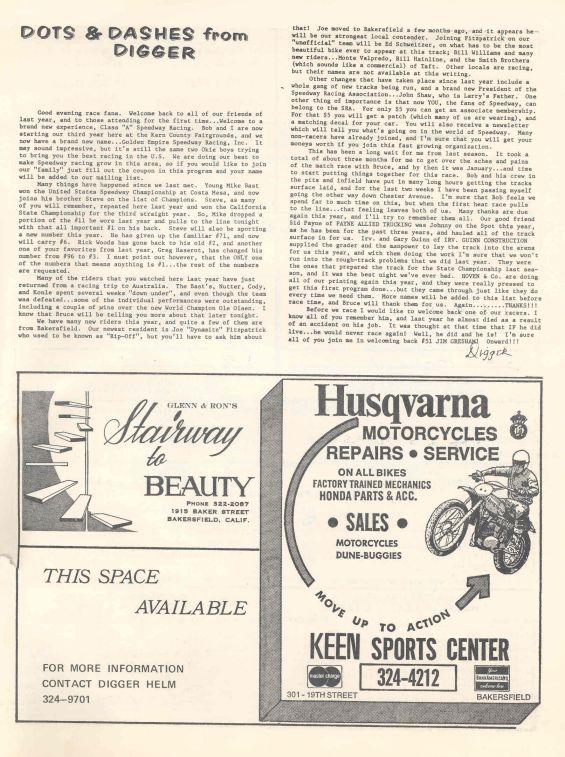 DOTS & DASHES from
DIGGER
Good evening race fans. Welcome back to all of our friends of
last year, and to those attending for the first time...Welcome to a
brand new experience, Class "A" Speedway Racing. Bob and I are now
starting our third year here at the Kern County Fairgrounds, and we
now have a brand new name...Golden Empire Speedway Racing, Inc. It
may sound impressive, but it's still the same two Okie boys trying
to bring you the best racing in the U.S. We are doing our best to
make Speedway racing grow in this area, so if you would like to join
our "family" just fill out the coupon in this program and your name
will be added to our mailing list.
Many things have happened since we last met. Young Mike Bast
won the United States Speedway Championship at Costa Mesa, and now
joins his brother Steve on the list of Champions. Steve, as many
of you will remember, repeated here last year and won the California
State Championship for the third straight year. So, Mike dropped a
portion of the #11 he wore last year and pulls to the line tonight
with that all important #1 on his back. Steve will also be sporting
a new number this year. He has given up the familiar #71, and now
will carry #6. Rick Woods has gone back to his old #2, and another
one of your favorites from last year, Greg Haserot, has changed his
number from #96 to #5. I must point out however, that the ONLY one
of the numbers that means anything is #1...the rest of the numbers
are requested.
Many of the riders that you watched here last year have just
returned from a racing trip to Australia. The Bast's, Nutter, Cody,
and Konle spent several weeks "down under", and even though the team
was defeated...some of the individual performances were outstanding,
including a couple of wins over the new World Champion Ole Olsen. I
know that Bruce will be telling you more about that later tonight.
We have many new riders this year, and quite a few of them are
from Bakersfield. Our newest resident is Joe "Dynamite" Fitzpatrick
who used to be known as "Rip-Off", but you'll have to ask him about
that! Joe moved to Bakersfield a few months ago, and it appears he
will be our strongest local contender. Joining Fitzpatrick on our
"unofficial" team will be Ed Schweitzer, on what has to be the most
beautiful bike ever to appear at this track; Bill Williams and many
new riders...Monte Valpredo, Bill Hainline, and the Smith Brothers
(which sounds like a commercial) of Taft. Other locals are racing,
but their names are not available at this writing.
Other changes that have taken place since last year include a
whole gang of new tracks being run, and a brand new President of the
Speedway Racing Association...John Shaw, who is Larry's Father. One
other thing of importance is that now YOU, the fans of Speedway, can
belong to the SRA. For only $5 you can get an associate membership.
For that $5 you will get a patch (which many of us are wearing), and
a matching decal for your car. You will also receive a newsletter
which will tell you what's going on in the world of Speedway. Many
non-racers have already joined, and I'm sure that you will get your
moneys worth if you join this fast growing organization.
This has been a long wait for me from last season. It took a
total of about three months for me to get over the aches and pains
of the match race with Bruce, and by then it was January...and time
to start putting things together for this race. Bob and his crew in
the pits and infield have put in many long hours getting the tracks
surface laid, and for the last two weeks I have been passing myself
going the other way down Chester Avenue. I'm sure that Bob feels we
spend far to much time on this, but when the first heat race pulls
to the line...that feeling leaves both of us. Many thanks are due
again this year, and I'll try to remember them all. Our good friend
Sid Payne of PAYNE ALLIED TRUCKING was Johnny on the Spot this year,
as he has been for the past three years, and hauled all of the track
surface in for us. Irv. and Gary Guinn of IRV. GUINN CONSTRUCTION
supplied the grader and the manpower to lay the track into the arena
for us this year, and with them doing the work I'm sure that we won't
run into the rough-track problems that we did last year. They were
the ones that prepared the track for the State Championship last sea-
son, and it was the best night we've ever had. HOVEN & Co. are doing
all of our printing again this year, and they were really pressed to
get this first program done...but they came through just like they do
every time we need them. More names will be added to this list before
race time, and Bruce will thank them for us. Again.........THANKS!!!
Before we race I would like to welcome back one of our racers. I
know all of you remember him, and last year he almost died as a result
of an accident on his job. It was thought at that time that IF he did
live...he would never race again! Well, he did and he is! I'm sure
all of you join me in welcoming back #51 JIM GRESHAM! Onward!!!
Digger
GLENN & RON'S
Stairway
to
BEAUTY
PHONE 322-2087
1915 BAKER STREET
BAKERSFIELD, CALIF.
THIS SPACE
AVAILABLE
FOR MORE INFORMATION
CONTACT DIGGER HELM
324-9701
Husqvarna
MOTORCYCLES
REPAIRS • SERVICE
ON ALL BIKES
FACTORY TRAINED MECHANICS
HONDA PARTS & ACC.
• SALES •
MOTORCYCLES
DUNE-BUGGIES
MOVE UP TO ACTION
KEEN SPORTS CENTER
master charge
324-4212
BANKAMERICARD
301 - 19TH STREET
BAKERSFIELD